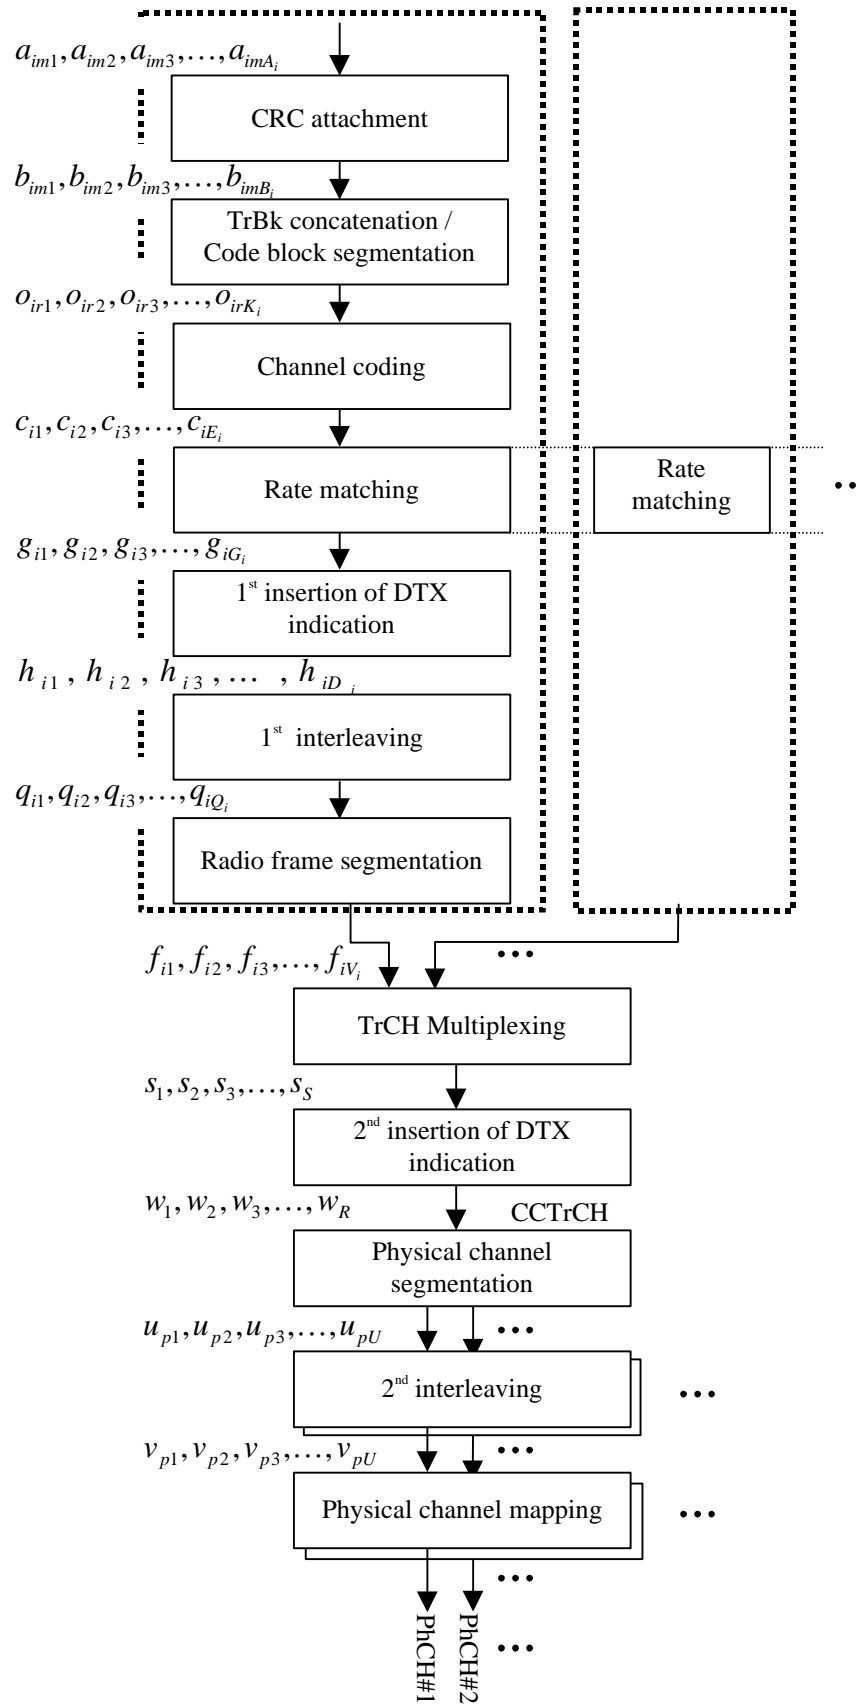 a_{im1}, a_{im2}, a_{im3}, ..., a_{imA_i}
CRC attachment
b_{im1}, b_{im2}, b_{im3}, ..., b_{imB_i}
TrBk concatenation /
Code block segmentation
o_{ir1}, o_{ir2}, o_{ir3}, ..., o_{irK_i}
Channel coding
c_{i1}, c_{i2}, c_{i3}, ..., c_{iE_i}
Rate matching
Rate
matching
g_{i1}, g_{i2}, g_{i3}, ..., g_{iG_i}
1st insertion of DTX
indication
h_{i1}, h_{i2}, h_{i3}, ..., h_{iD_i}
1st interleaving
q_{i1}, q_{i2}, q_{i3}, ..., q_{iQ_i}
Radio frame segmentation
f_{i1}, f_{i2}, f_{i3}, ..., f_{iV_i}
TrCH Multiplexing
s_1, s_2, s_3, ..., s_S
2nd insertion of DTX
indication
w_1, w_2, w_3, ..., w_R
CCTrCH
Physical channel
segmentation
u_{p1}, u_{p2}, u_{p3}, ..., u_{pU}
2nd interleaving
v_{p1}, v_{p2}, v_{p3}, ..., v_{pU}
Physical channel mapping
PhCH#1
PhCH#2